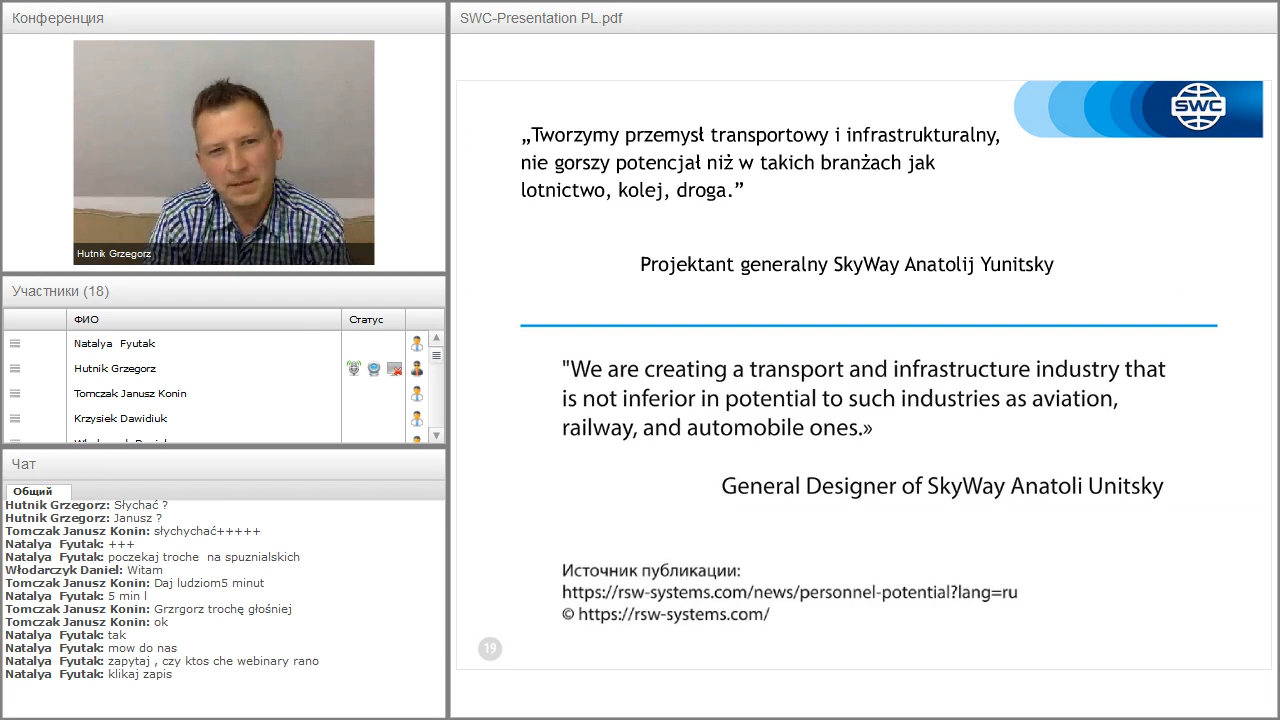 Конференция
Hutnik Grzegorz
Участники (18)
ФИО Статус
Natalya Fyutak
Hutnik Grzegorz
Tomczak Janusz Konin
Krzysiek Dawidiuk
Чат
Общий
Hutnik Grzegorz: Słychać ?
Hutnik Grzegorz: Janusz ?
Tomczak Janusz Konin: słychychać+++++
Natalya Fyutak: +++
Natalya Fyutak: poczekaj troche na spuznialskich
Włodarczyk Daniel: Witam
Tomczak Janusz Konin: Daj ludziom5 minut
Natalya Fyutak: 5 min l
Tomczak Janusz Konin: Grzrgorz trochę głośniej
Tomczak Janusz Konin: ok
Natalya Fyutak: tak
Natalya Fyutak: mow do nas
Natalya Fyutak: zapytaj , czy ktos che webinary rano
Natalya Fyutak: klikaj zapis
SWC-Presentation PL.pdf
SWC
„Tworzymy przemysł transportowy i infrastrukturalny,
nie gorszy potencjał niż w takich branżach jak
lotnictwo, kolej, droga.”
Projektant generalny SkyWay Anatolij Yunitsky
"We are creating a transport and infrastructure industry that
is not inferior in potential to such industries as aviation,
railway, and automobile ones.»
General Designer of SkyWay Anatoli Unitsky
Источник публикации:
https://rsw-systems.com/news/personnel-potential?lang=ru
© https://rsw-systems.com/
19